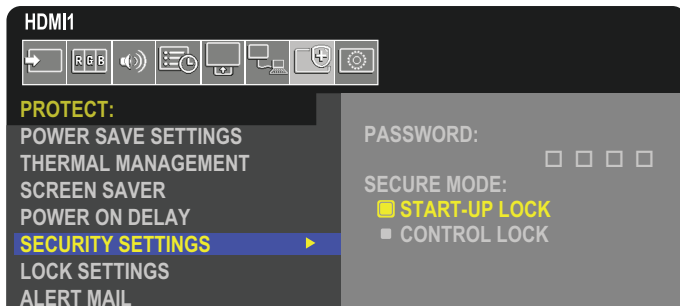 HDMI1
RGB
PROTECT:
POWER SAVE SETTINGS
THERMAL MANAGEMENT
SCREEN SAVER
POWER ON DELAY
SECURITY SETTINGS
LOCK SETTINGS
ALERT MAIL
PASSWORD:
SECURE MODE:
START-UP LOCK
CONTROL LOCK